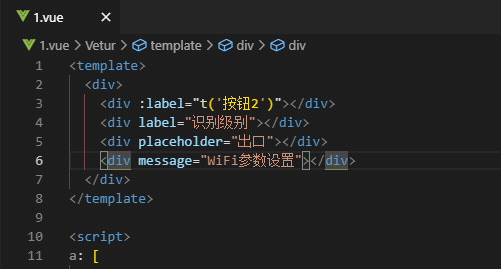 1.vue
1.vue > Vetur > template > div > div
1 <template>
2 <div>
3 <div :label="t('按钮2')"></div>
4 <div label="识别级别"></div>
5 <div placeholder="出口"></div>
6 <div message="WiFi参数设置"></div>
7 </div>
8 </template>
9
10 <script>
11 a: [